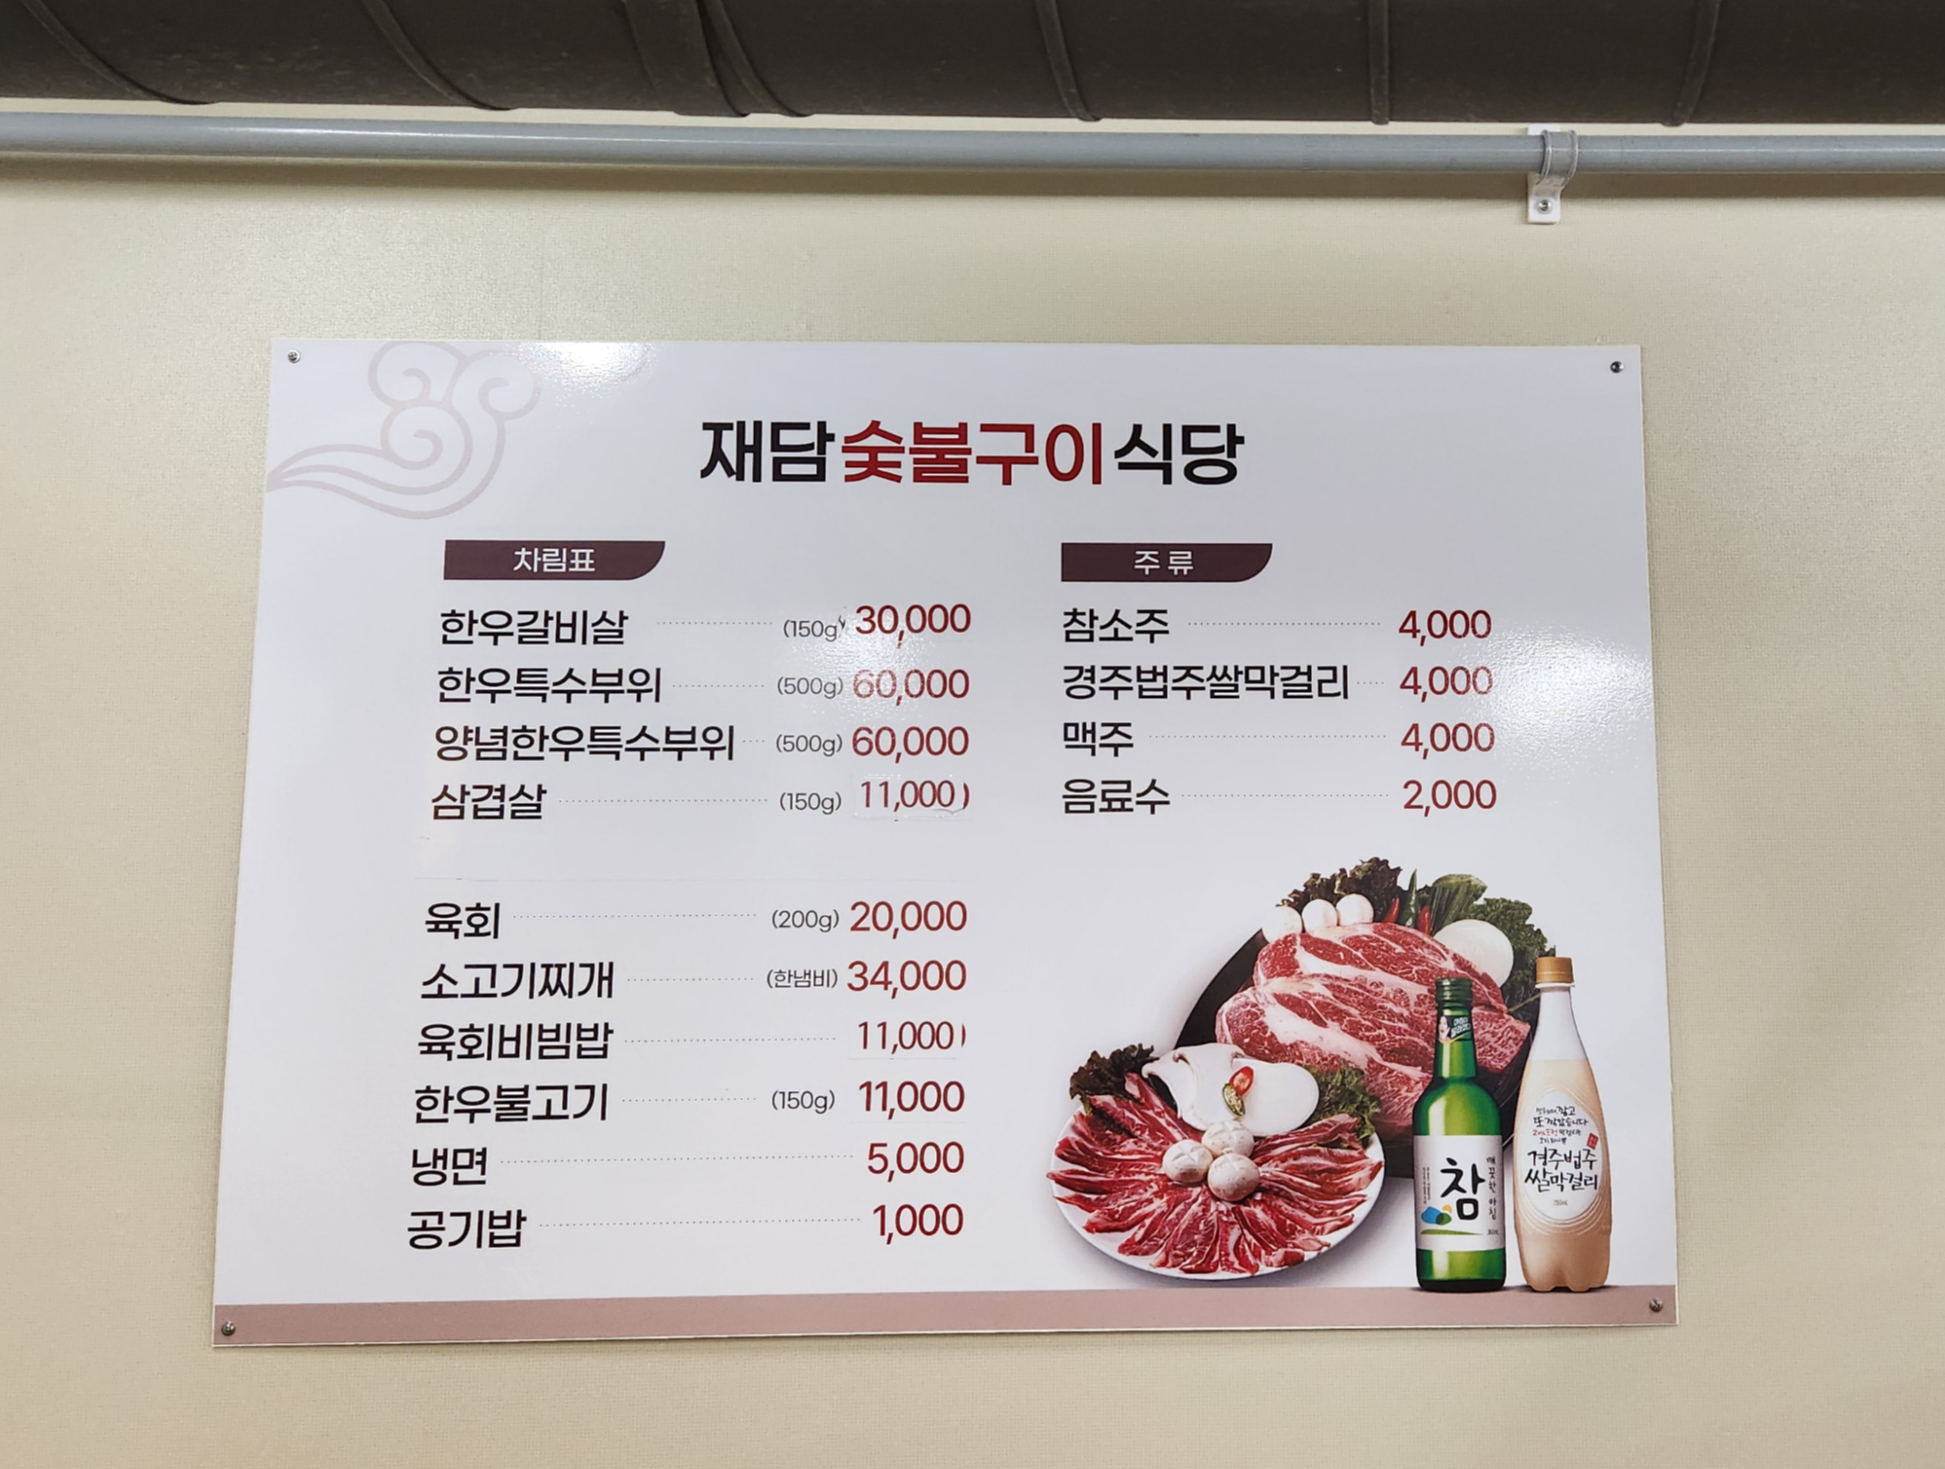 재담숯불구이식당
차림표
한우갈비살 (150g) 30,000
한우특수부위 (500g) 60,000
양념한우특수부위 (500g) 60,000
삼겹살 (150g) 11,000
육회 (200g) 20,000
소고기찌개 (한냄비) 34,000
육회비빔밥 11,000
한우불고기 (150g) 11,000
냉면 5,000
공기밥 1,000
주류
참소주 4,000
경주법주쌀막걸리 4,000
맥주 4,000
음료수 2,000
참
깨끗한 아침
경주법주
쌀막걸리